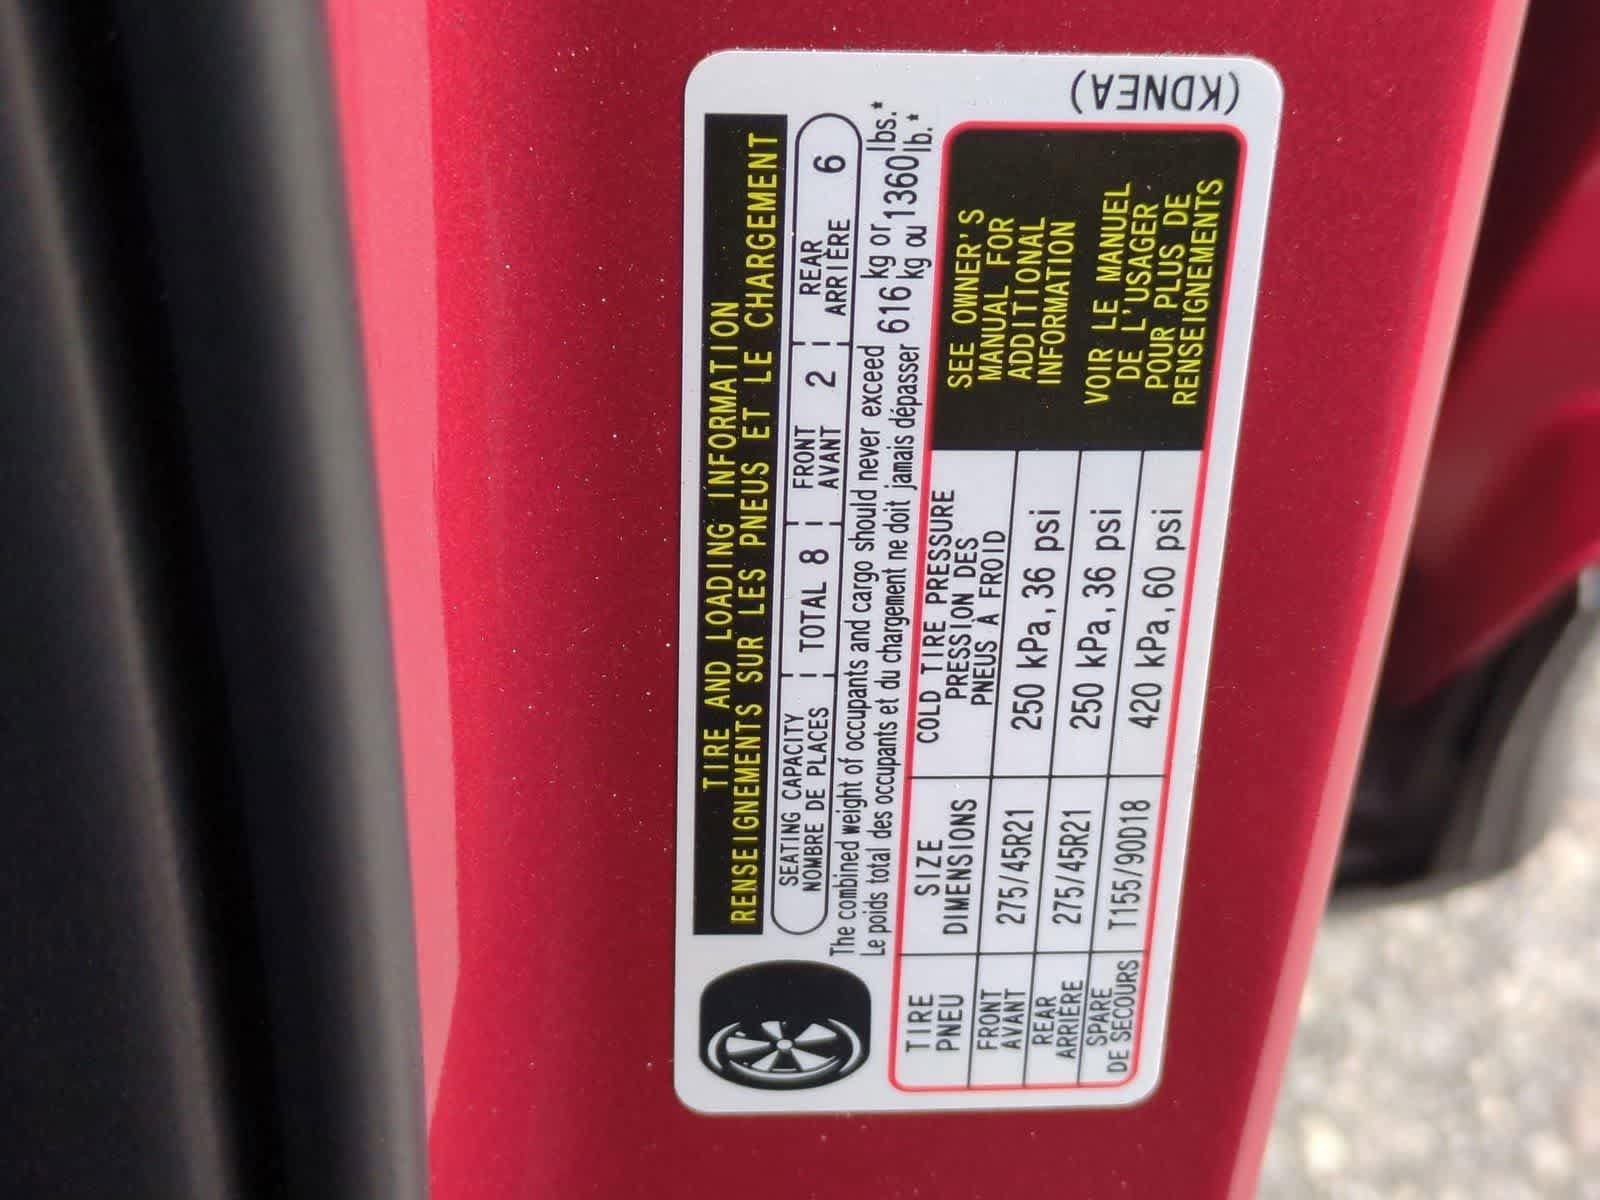 (KDNEA)
TIRE AND LOADING INFORMATION
RENSEIGNEMENTS SUR LES PNEUS ET LE CHARGEMENT
SEATING CAPACITY
NOMBRE DE PLACES
TOTAL 8
FRONT
AVANT
2
REAR
ARRIÈRE
6
The combined weight of occupants and cargo should never exceed 616 kg or 1360 lbs.*
Le poids total des occupants et du chargement ne doit jamais dépasser 616 kg ou 1360 lb.*
TIRE
PNEU
SIZE
DIMENSIONS
COLD TIRE PRESSURE
PRESSION DES
PNEUS À FROID
FRONT
AVANT
275/45R21
250 kPa, 36 psi
REAR
ARRIÈRE
275/45R21
250 kPa, 36 psi
SPARE
DE SECOURS
T155/90D18
420 kPa, 60 psi
SEE OWNER'S
MANUAL FOR
ADDITIONAL
INFORMATION
VOIR LE MANUEL
DE L'USAGER
POUR PLUS DE
RENSEIGNEMENTS